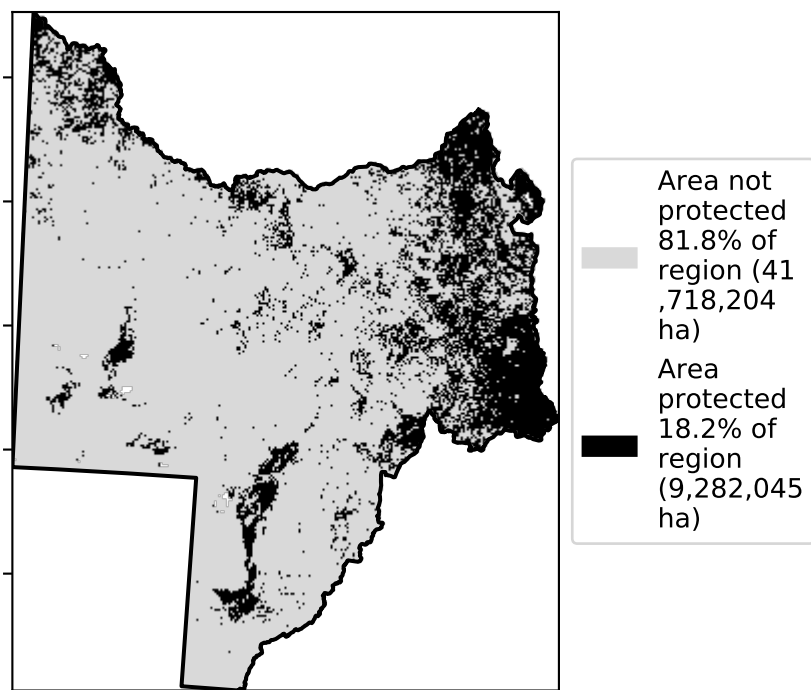 Area not
protected
81.8% of
region (41
,718,204
ha)
Area
protected
18.2% of
region
(9,282,045
ha)